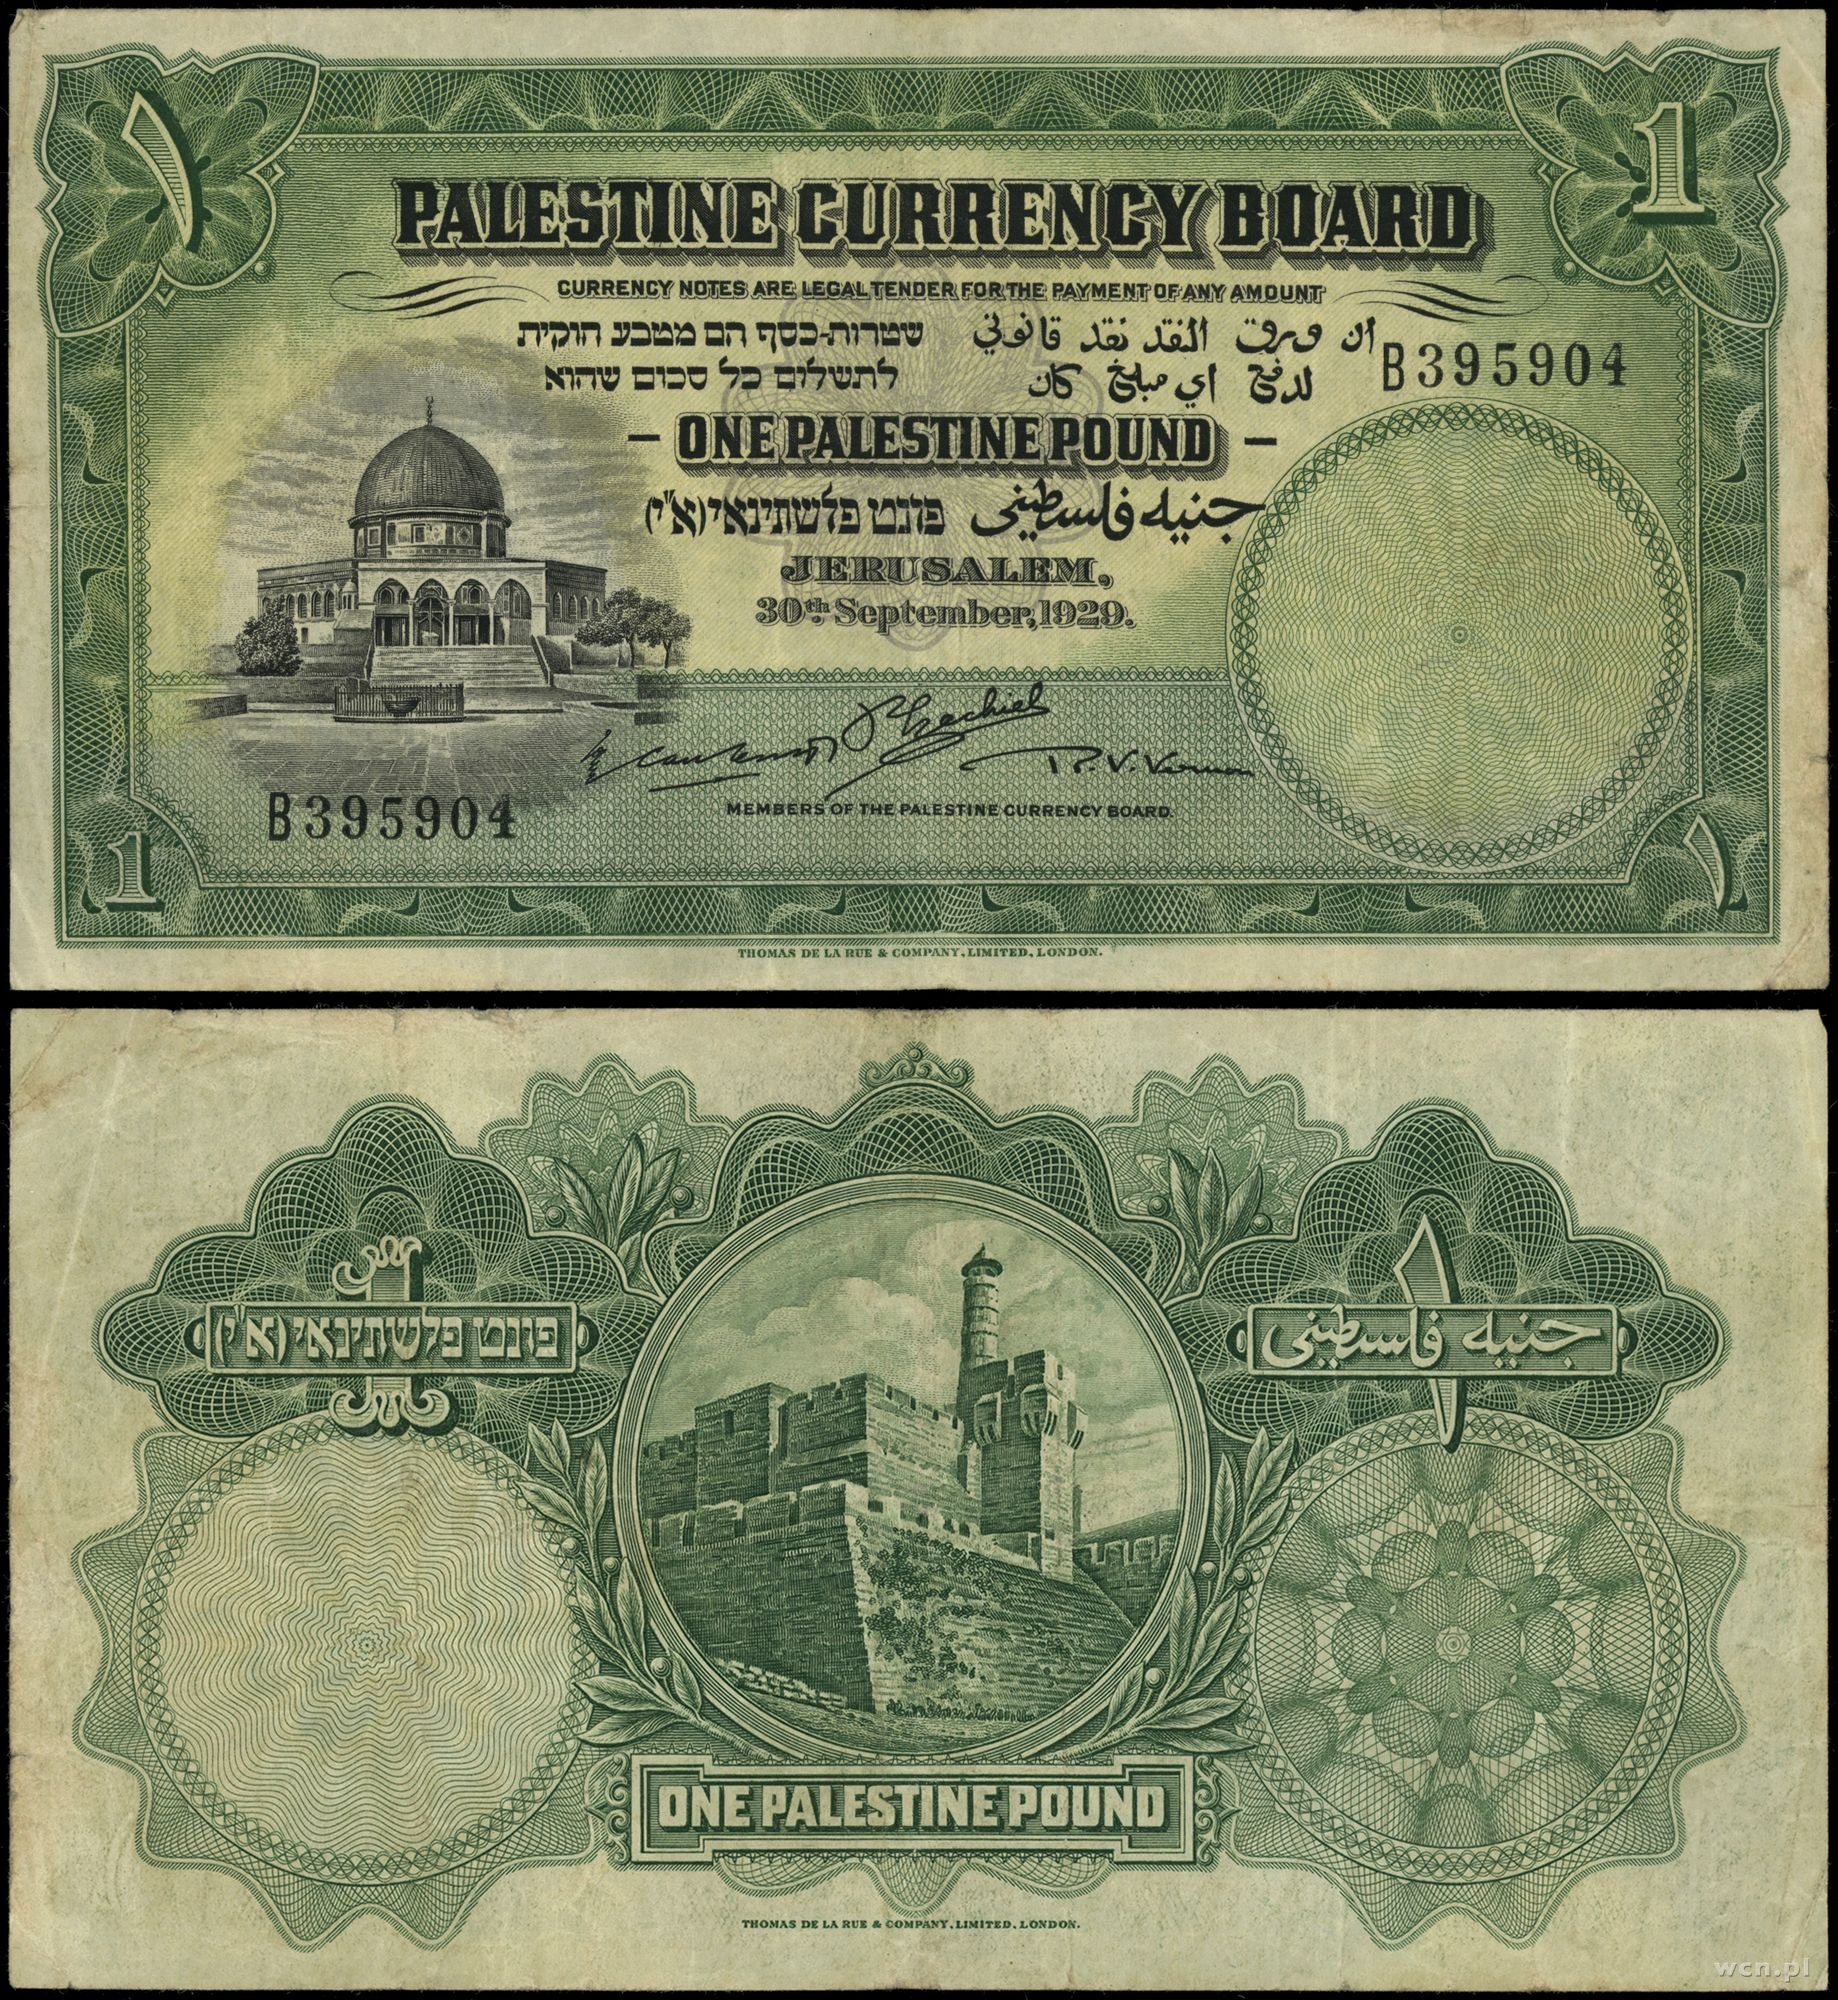 ١
1
PALESTINE CURRENCY BOARD
CURRENCY NOTES ARE LEGAL TENDER FOR THE PAYMENT OF ANY AMOUNT
שטרות-כסף הם מטבע חוקית
לתשלום כל סכום שהוא
ان ورق النقد نقد قانوني
لدفع اي مبلغ كان
B395904
ONE PALESTINE POUND
פונט פלשתינאי (א"י)
جنيه فلسطيني
JERUSALEM,
30th September, 1929.
MEMBERS OF THE PALESTINE CURRENCY BOARD.
B395904
1
١
THOMAS DE LA RUE & COMPANY, LIMITED, LONDON.
פונט פלשתינאי (א"י)
١
جنيه فلسطيني
ONE PALESTINE POUND
THOMAS DE LA RUE & COMPANY, LIMITED, LONDON.
wcn.pl